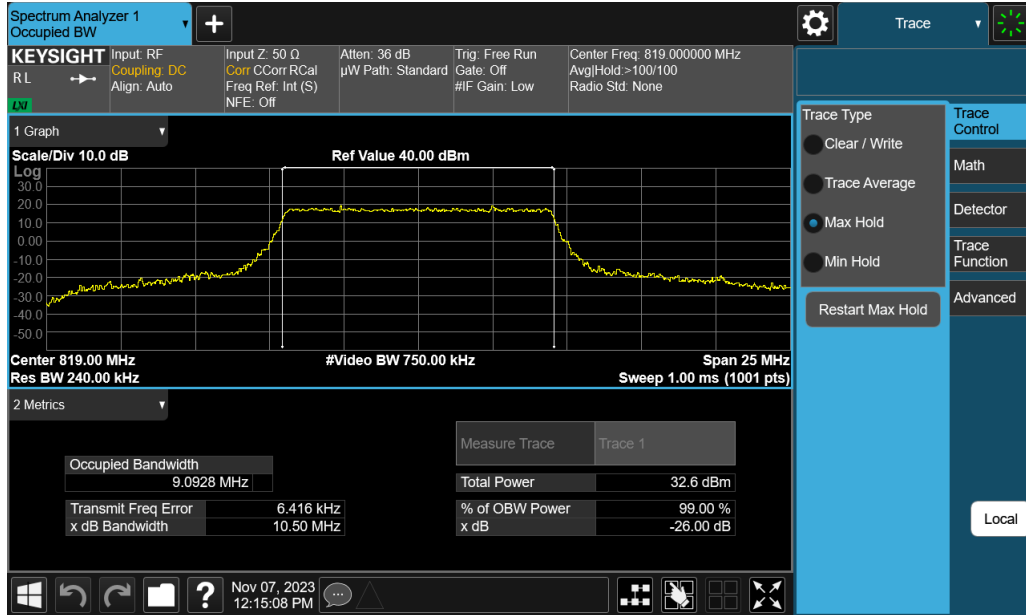 Spectrum Analyzer 1
Occupied BW
Trace
KEYSIGHT
R L
LXI
Input: RF
Coupling: DC
Align: Auto
Input Z: 50 Ω
Corr CCorr RCal
Freq Ref: Int (S)
NFE: Off
Atten: 36 dB
µW Path: Standard
Trig: Free Run
Gate: Off
#IF Gain: Low
Center Freq: 819.000000 MHz
Avg|Hold:>100/100
Radio Std: None
1 Graph
Scale/Div 10.0 dB
Ref Value 40.00 dBm
Log
30.0
20.0
10.0
0.00
-10.0
-20.0
-30.0
-40.0
-50.0
Center 819.00 MHz
#Video BW 750.00 kHz
Span 25 MHz
Res BW 240.00 kHz
Sweep 1.00 ms (1001 pts)
2 Metrics
Measure Trace Trace 1
Occupied Bandwidth
9.0928 MHz
Total Power 32.6 dBm
Transmit Freq Error 6.416 kHz
% of OBW Power 99.00 %
x dB Bandwidth 10.50 MHz
x dB -26.00 dB
Trace Type
Clear / Write
Trace Average
Max Hold
Min Hold
Restart Max Hold
Trace
Control
Math
Detector
Trace
Function
Advanced
Local
?
Nov 07, 2023
12:15:08 PM